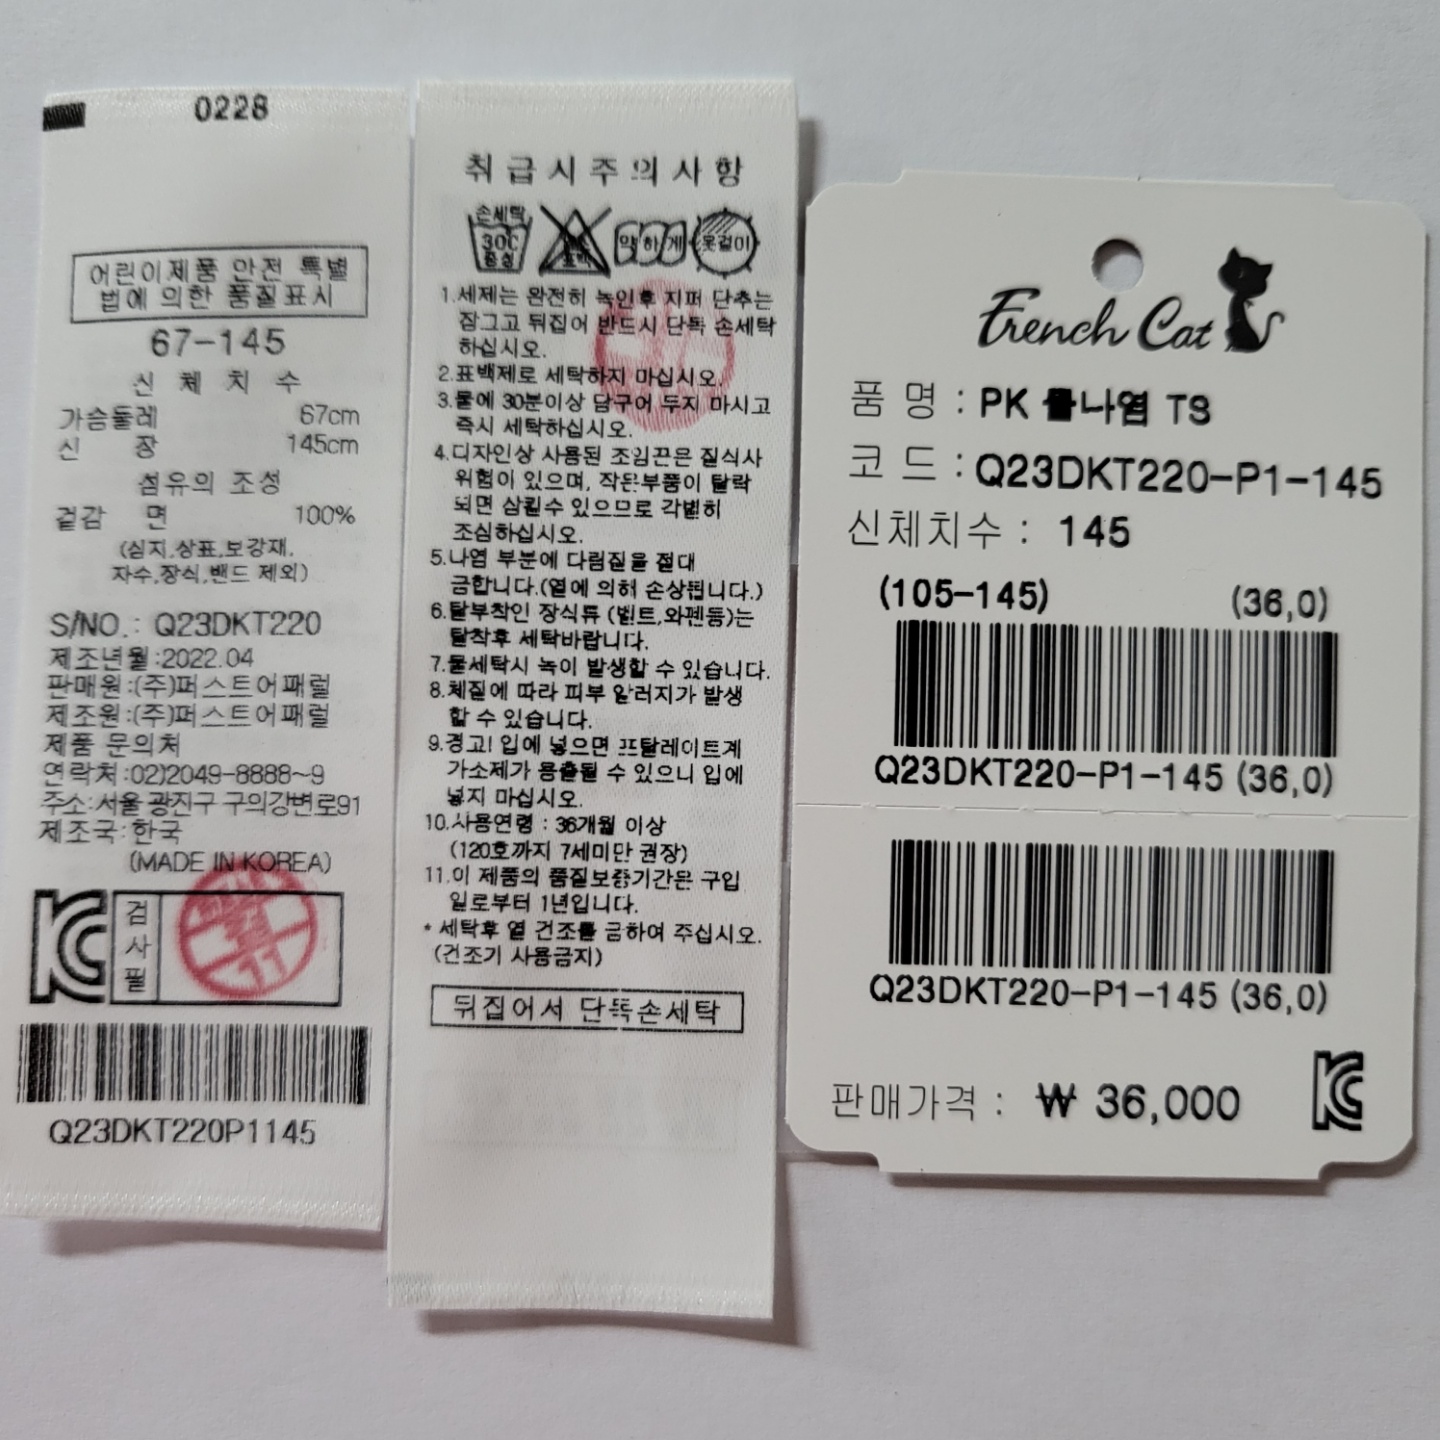 0228
어린이제품 안전 특별
법에 의한 품질표시
67-145
신 체 치 수
가슴둘레 67cm
신 장 145cm
섬유의 조성
겉감 면 100%
(심지,상표,보강재,
자수,장식,밴드 제외)
S/NO.: Q23DKT220
제조년월:2022.04
판매원:(주)퍼스트어패럴
제조원:(주)퍼스트어패럴
제품 문의처
연락처:02)2049-8888~9
주소:서울 광진구 구의강변로91
제조국:한국
(MADE IN KOREA)
검사필
Q23DKT220P1145
취급시주의사항
손세탁
30C
중성
표백
약하게
옷걸이
1.세제는 완전히 녹인후 지퍼 단추는
잠그고 뒤집어 반드시 단독 손세탁
하십시오.
2.표백제로 세탁하지 마십시오.
3.물에 30분이상 담구어 두지 마시고
즉시 세탁하십시오.
4.디자인상 사용된 조임끈은 질식사
위험이 있으며, 작은부품이 탈락
되면 삼킬수 있으므로 각별히
조심하십시오.
5.나염 부분에 다림질을 절대
금합니다.(열에 의해 손상됩니다.)
6.탈부착인 장식류 (벨트,와펜등)는
탈착후 세탁바랍니다.
7.물세탁시 녹이 발생할 수 있습니다.
8.체질에 따라 피부 알러지가 발생
할 수 있습니다.
9.경고! 입에 넣으면 프탈레이트계
가소제가 용출될 수 있으니 입에
넣지 마십시오.
10.사용연령 : 36개월 이상
(120호까지 7세미만 권장)
11.이 제품의 품질보증기간은 구입
일로부터 1년입니다.
* 세탁후 열 건조를 금하여 주십시오.
(건조기 사용금지)
뒤집어서 단독손세탁
French Cat
품 명 : PK 물나염 TS
코 드 : Q23DKT220-P1-145
신체치수 : 145
(105-145) (36,0)
Q23DKT220-P1-145 (36,0)
Q23DKT220-P1-145 (36,0)
판매가격 : ₩ 36,000